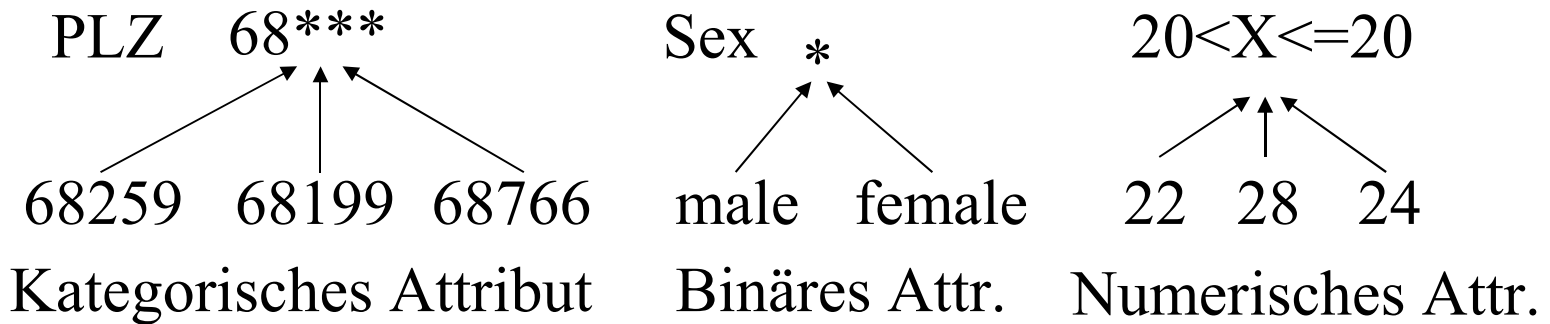 PLZ 68*** Sex * 20<X<=20
68259 68199 68766 male female 22 28 24
Kategorisches Attribut Binäres Attr. Numerisches Attr.